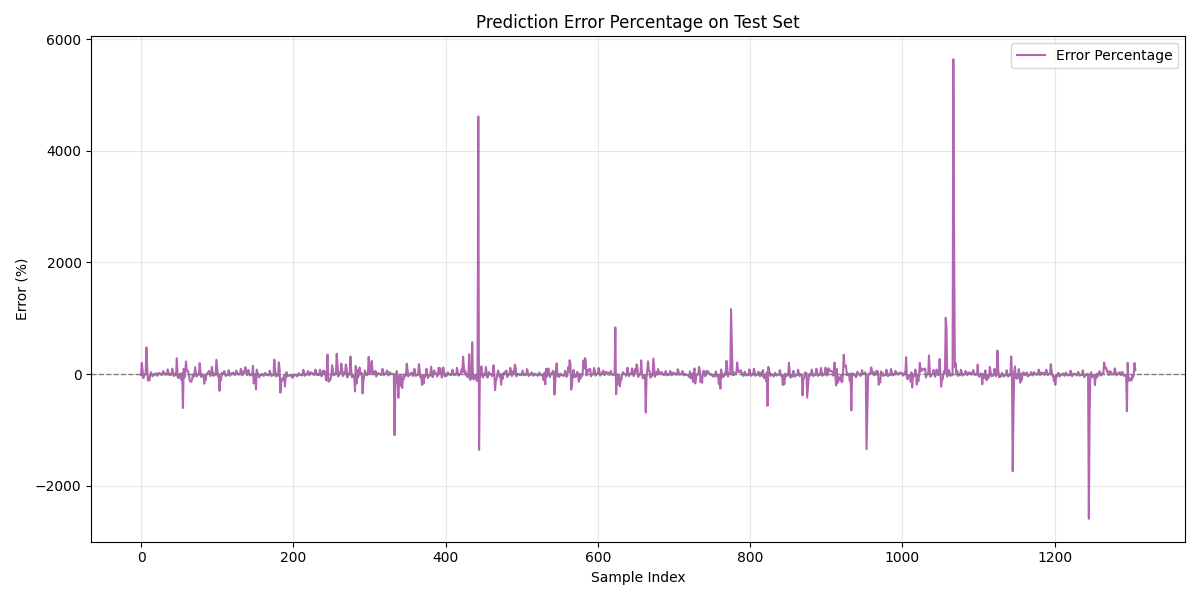 Prediction Error Percentage on Test Set
Error Percentage
Error (%)
6000
4000
2000
0
−2000
0 200 400 600 800 1000 1200
Sample Index